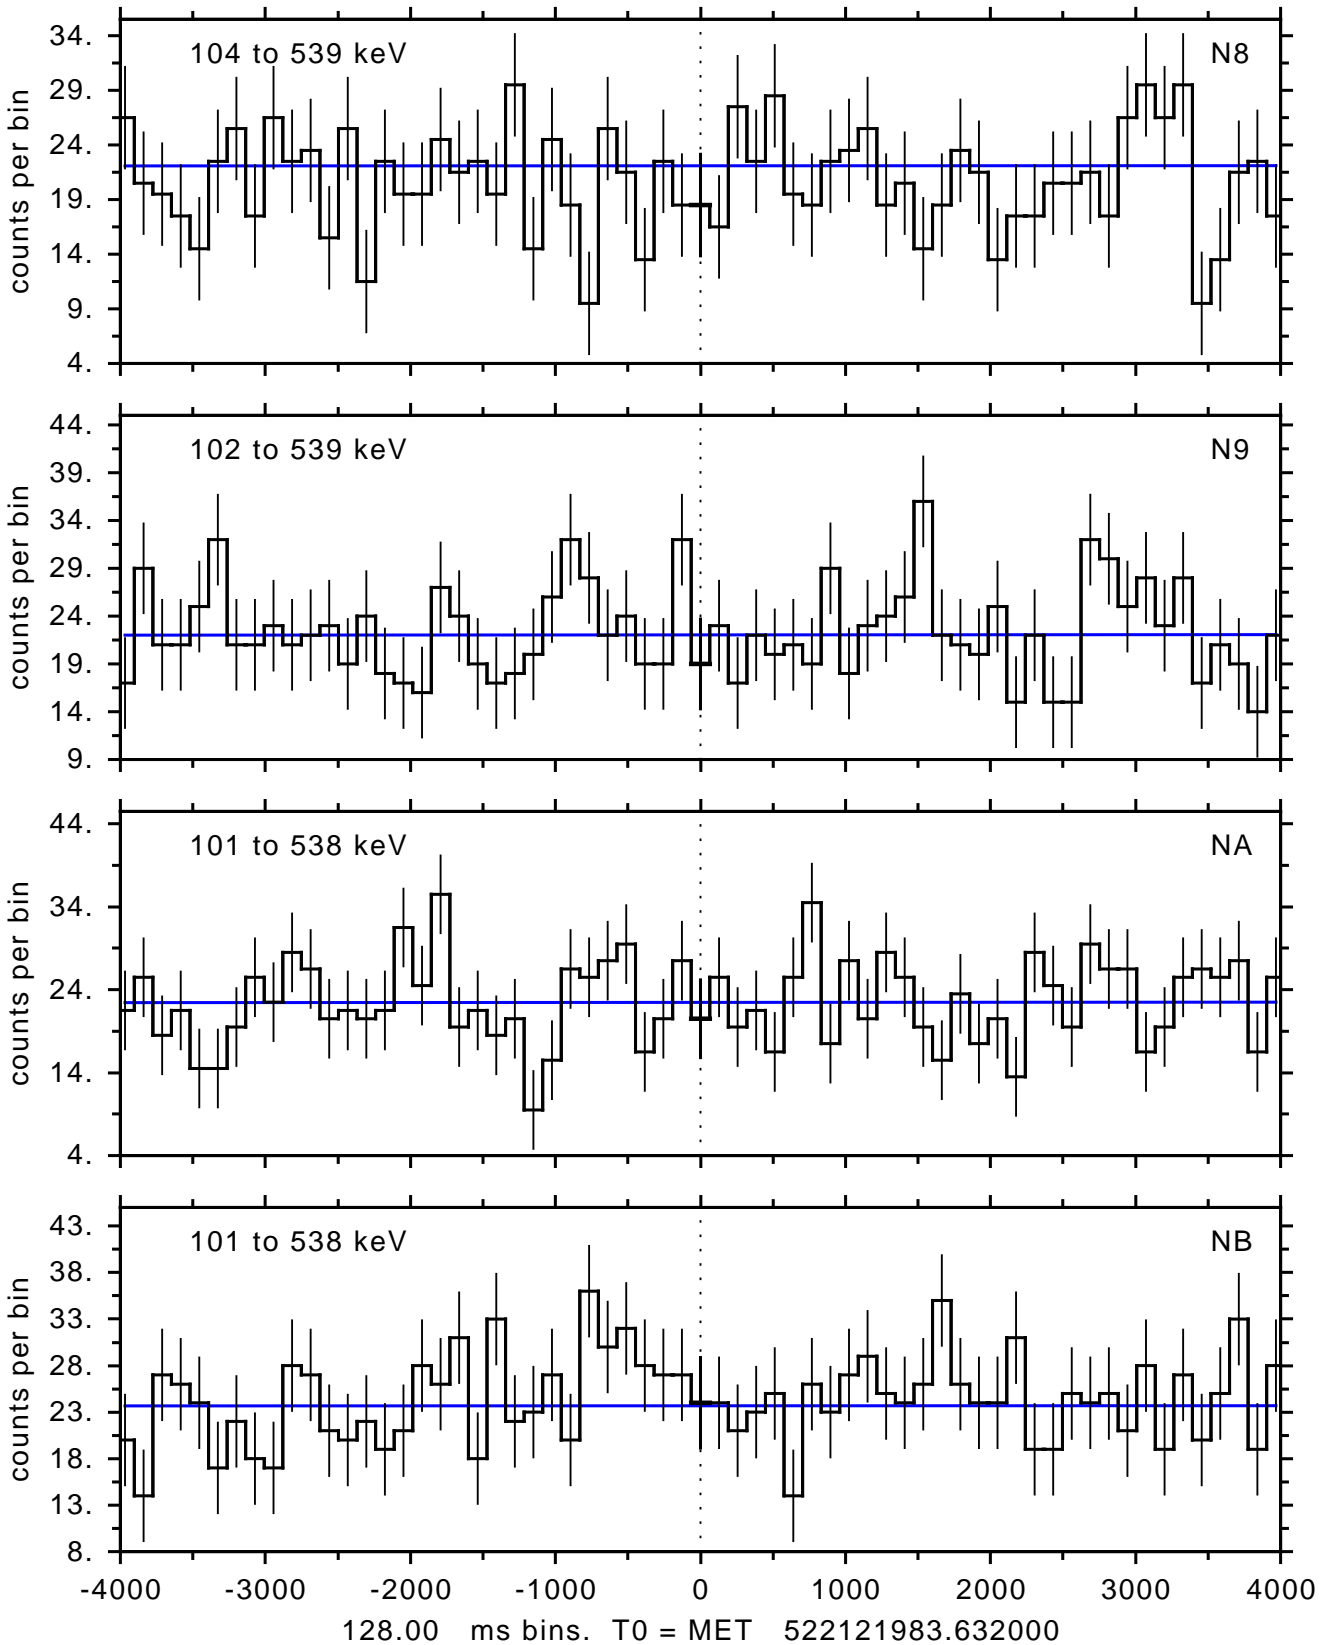 34.
29.
24.
19.
14.
9.
4.
counts per bin
104 to 539 keV
N8
44.
39.
34.
29.
24.
19.
14.
9.
counts per bin
102 to 539 keV
N9
44.
34.
24.
14.
4.
counts per bin
101 to 538 keV
NA
43.
38.
33.
28.
23.
18.
13.
8.
counts per bin
101 to 538 keV
NB
-4000 -3000 -2000 -1000 0 1000 2000 3000 4000
128.00 ms bins. T0 = MET 522121983.632000